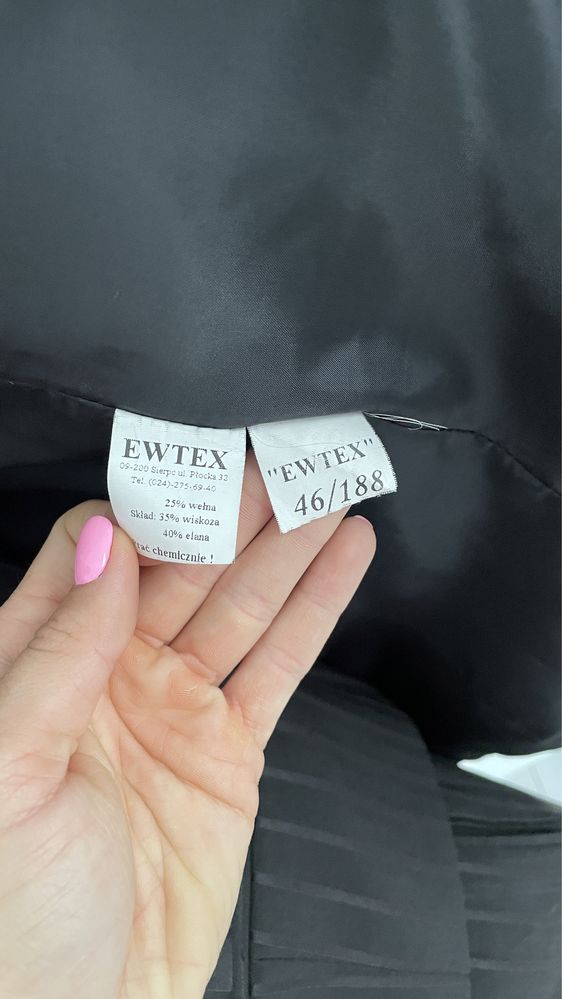 EWTEX
09-200 Sierpc ul. Płocka 32
Tel. (024)-275-69-40
25% wełna
Skład: 35% wiskoza
40% elana
chemicznie !
"EWTEX"
46/188